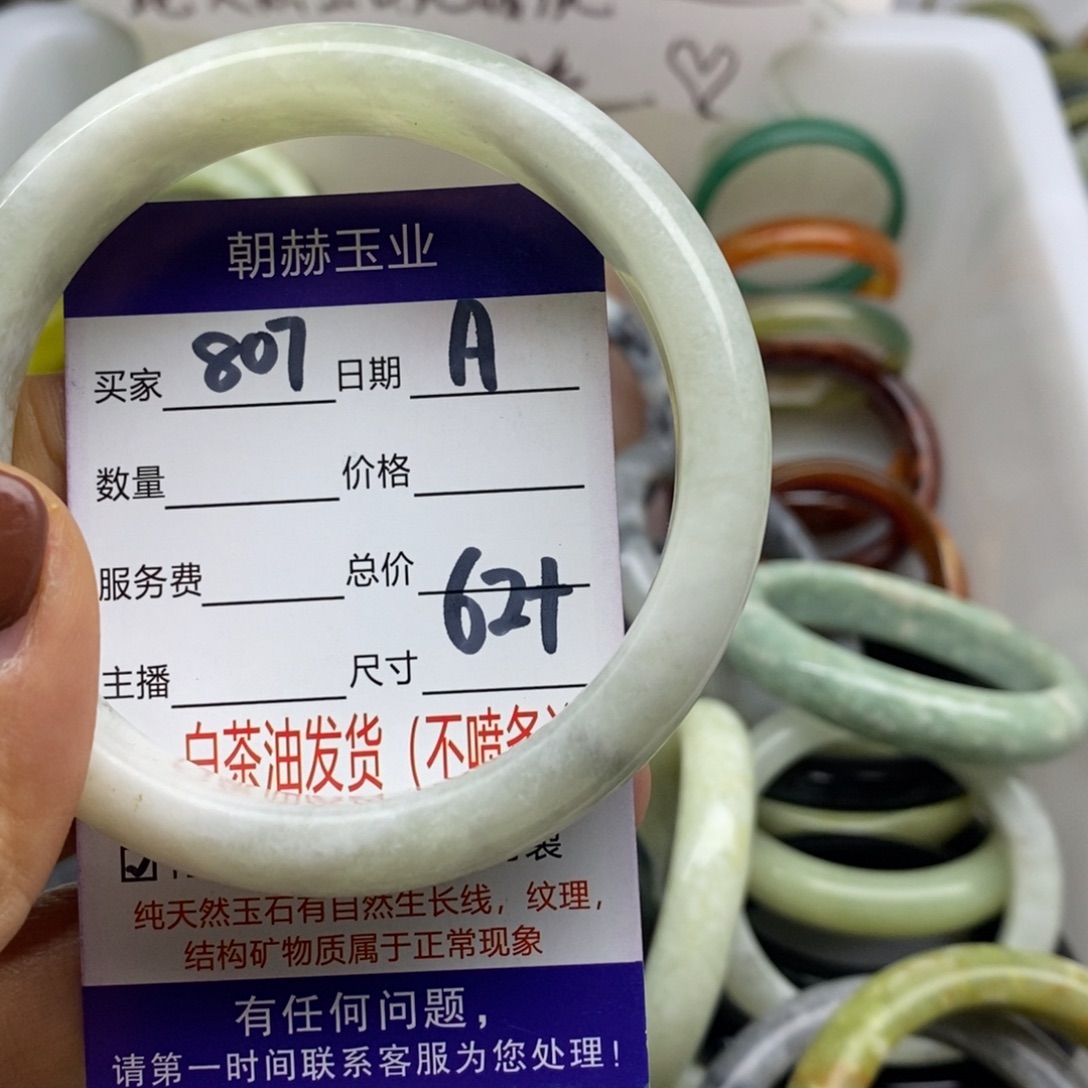 朝赫玉业
买家 807 日期 A
数量 价格
服务费 总价 62+
主播 尺寸
白茶油发货（不喷
纯天然玉石有自然生长线，纹理，
结构矿物质属于正常现象
有任何问题，
请第一时间联系客服为您处理！